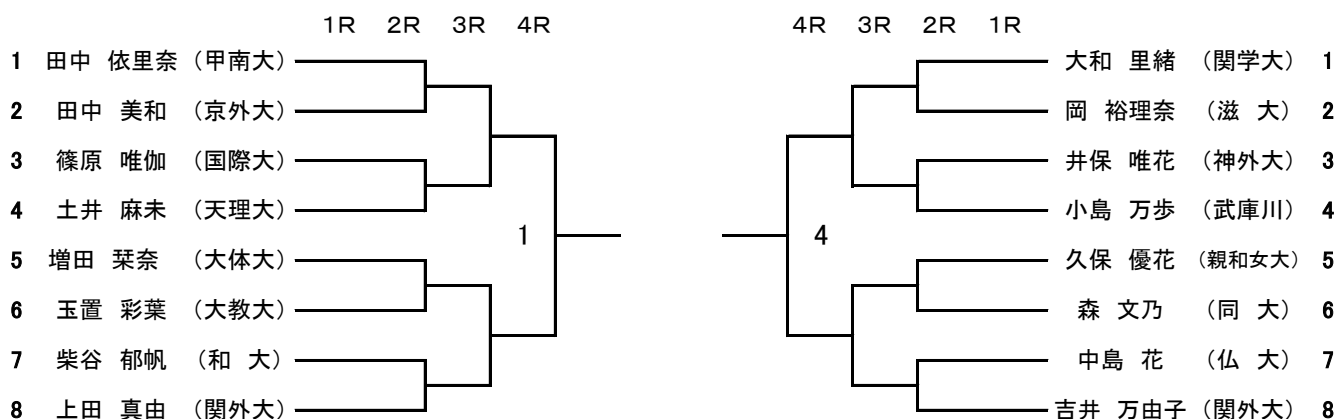 1R 2R 3R 4R
1 田中 依里奈 (甲南大)
2 田中 美和 (京外大)
3 篠原 唯伽 (国際大)
4 土井 麻未 (天理大)
5 増田 栞奈 (大体大)
6 玉置 彩葉 (大教大)
7 柴谷 郁帆 (和 大)
8 上田 真由 (関外大)
1
4R 3R 2R 1R
大和 里緒 (関学大) 1
岡 裕理奈 (滋 大) 2
井保 唯花 (神外大) 3
小島 万歩 (武庫川) 4
久保 優花 (親和女大) 5
森 文乃 (同 大) 6
中島 花 (仏 大) 7
吉井 万由子 (関外大) 8
4